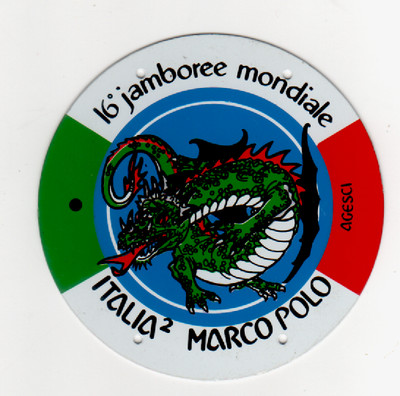 16° jamboree mondiale
AGESCI
ITALIA² MARCO POLO